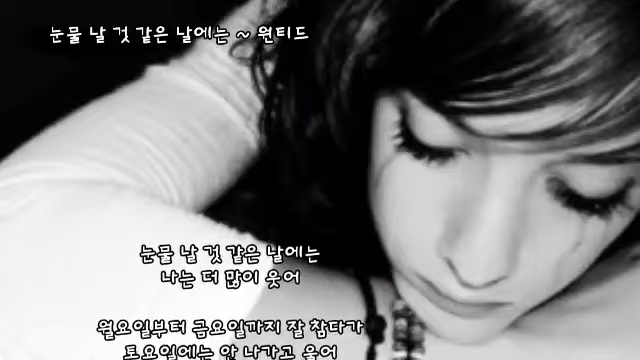 눈물 날 것 같은 날에는 ~ 원티드
눈물 날 것 같은 날에는
나는 더 많이 웃어
월요일부터 금요일까지 잘 참다가
토요일에는 안 나가고 울어